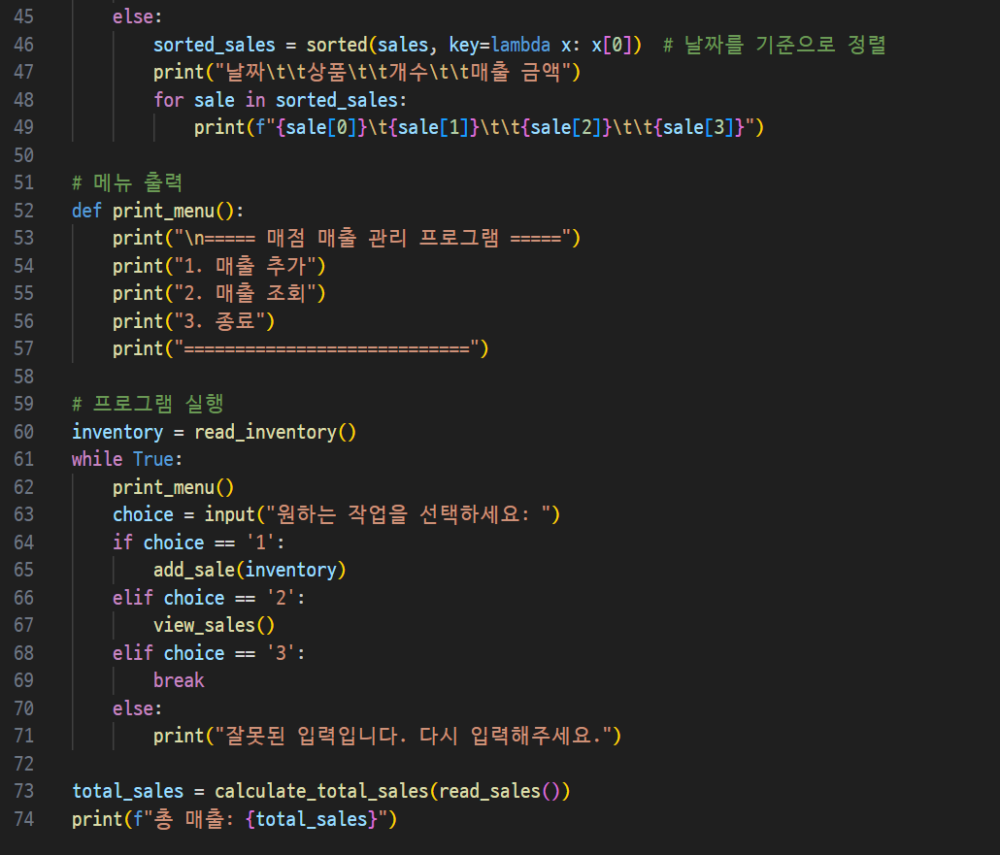 45 else:
46 sorted_sales = sorted(sales, key=lambda x: x[0])  # 날짜를 기준으로 정렬
47 print("날짜\t\t상품\t\t개수\t\t매출 금액")
48 for sale in sorted_sales:
49 print(f"{sale[0]}\t{sale[1]}\t\t{sale[2]}\t\t{sale[3]}")
50
51 # 메뉴 출력
52 def print_menu():
53 print("\n===== 매점 매출 관리 프로그램 =====")
54 print("1. 매출 추가")
55 print("2. 매출 조회")
56 print("3. 종료")
57 print("============================")
58
59 # 프로그램 실행
60 inventory = read_inventory()
61 while True:
62 print_menu()
63 choice = input("원하는 작업을 선택하세요: ")
64 if choice == '1':
65 add_sale(inventory)
66 elif choice == '2':
67 view_sales()
68 elif choice == '3':
69 break
70 else:
71 print("잘못된 입력입니다. 다시 입력해주세요.")
72
73 total_sales = calculate_total_sales(read_sales())
74 print(f"총 매출: {total_sales}")